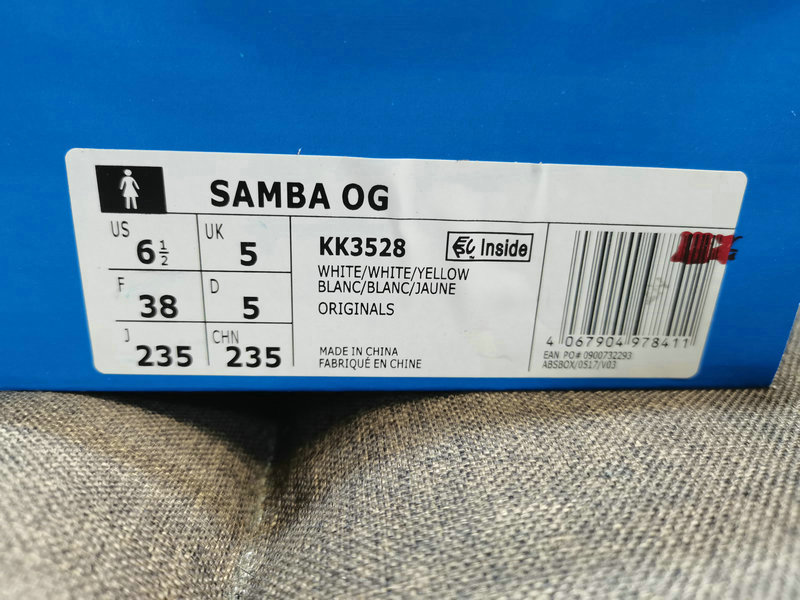 SAMBA OG
US 6½
UK 5
F 38
D 5
J 235
CHN 235
KK3528
Inside
WHITE/WHITE/YELLOW
BLANC/BLANC/JAUNE
ORIGINALS
MADE IN CHINA
FABRIQUÉ EN CHINE
4 067904 978411
EAN PO# 0900732293
ABSBOX/0517/V03